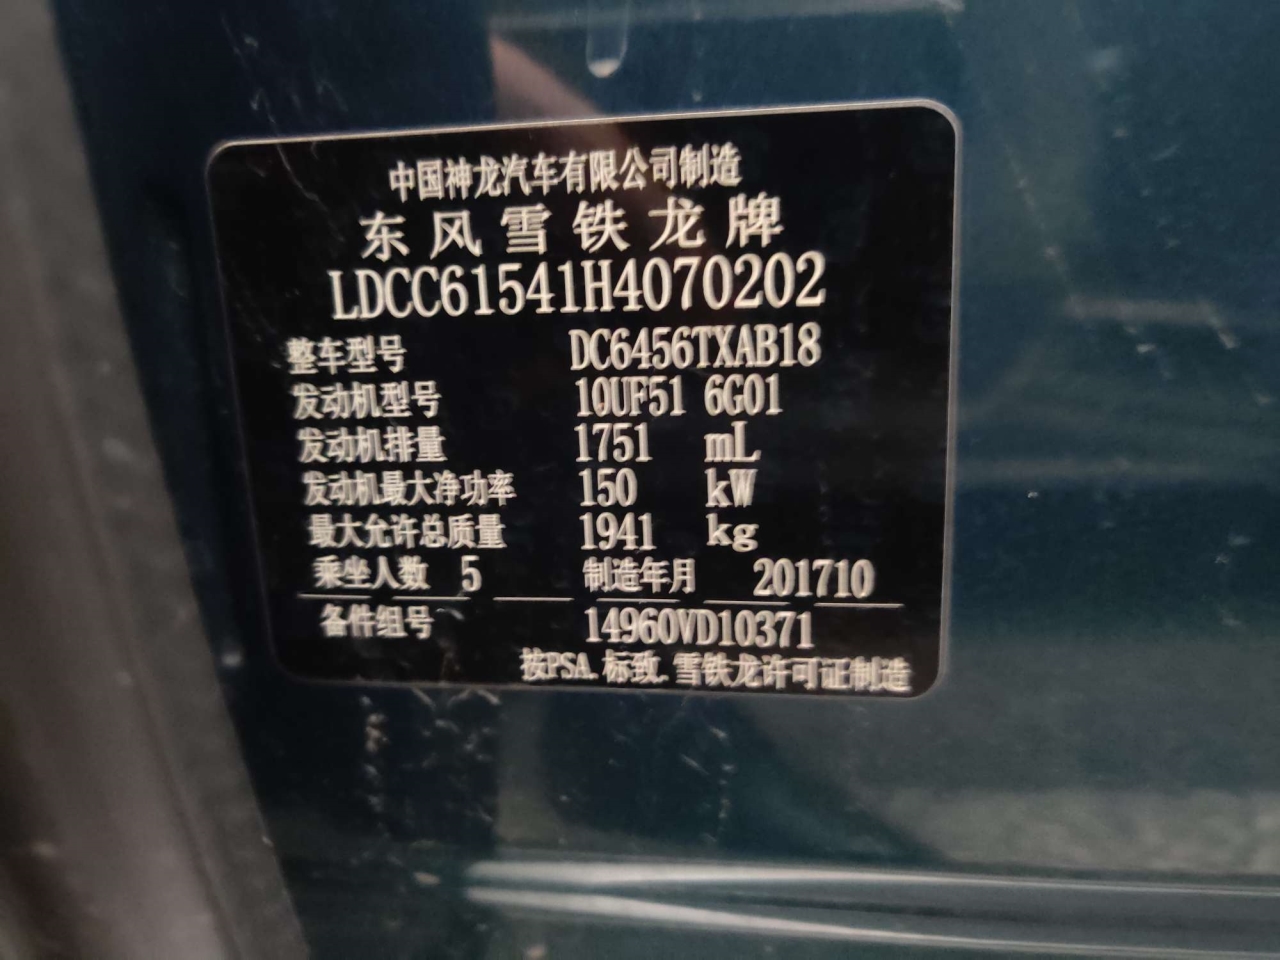 中国神龙汽车有限公司制造
东风雪铁龙牌
LDCC61541H4070202
整车型号 DC6456TXAB18
发动机型号 10UF51 6G01
发动机排量 1751 mL
发动机最大净功率 150 kW
最大允许总质量 1941 kg
乘坐人数 5 制造年月 201710
备件组号 14960VD10371
按PSA.标致.雪铁龙许可证制造